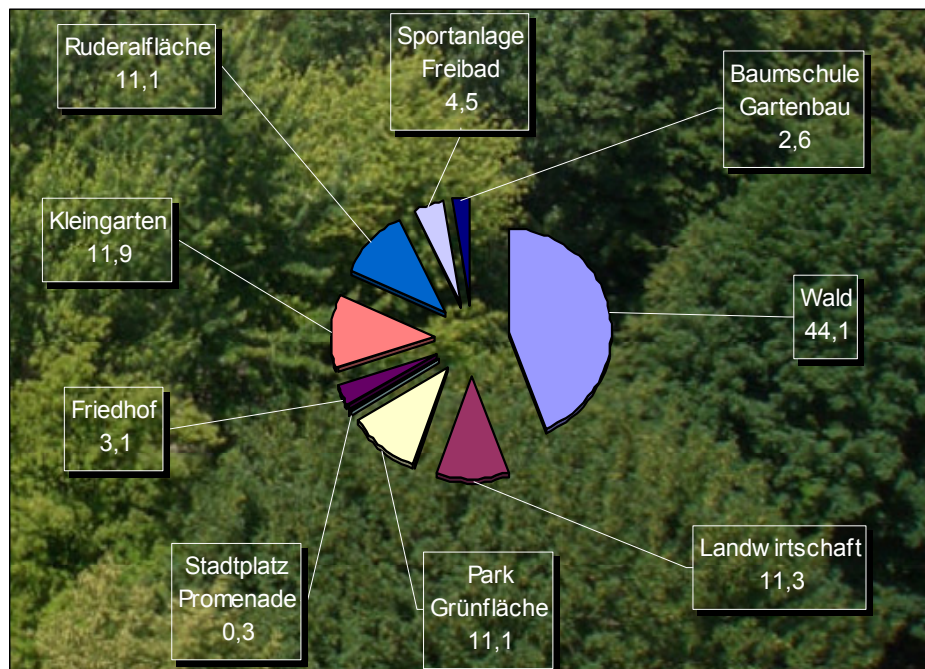 Ruderalfläche
11,1
Sportanlage
Freibad
4,5
Baumschule
Gartenbau
2,6
Kleingarten
11,9
Wald
44,1
Friedhof
3,1
Stadtplatz
Promenade
0,3
Park
Grünfläche
11,1
Landwirtschaft
11,3